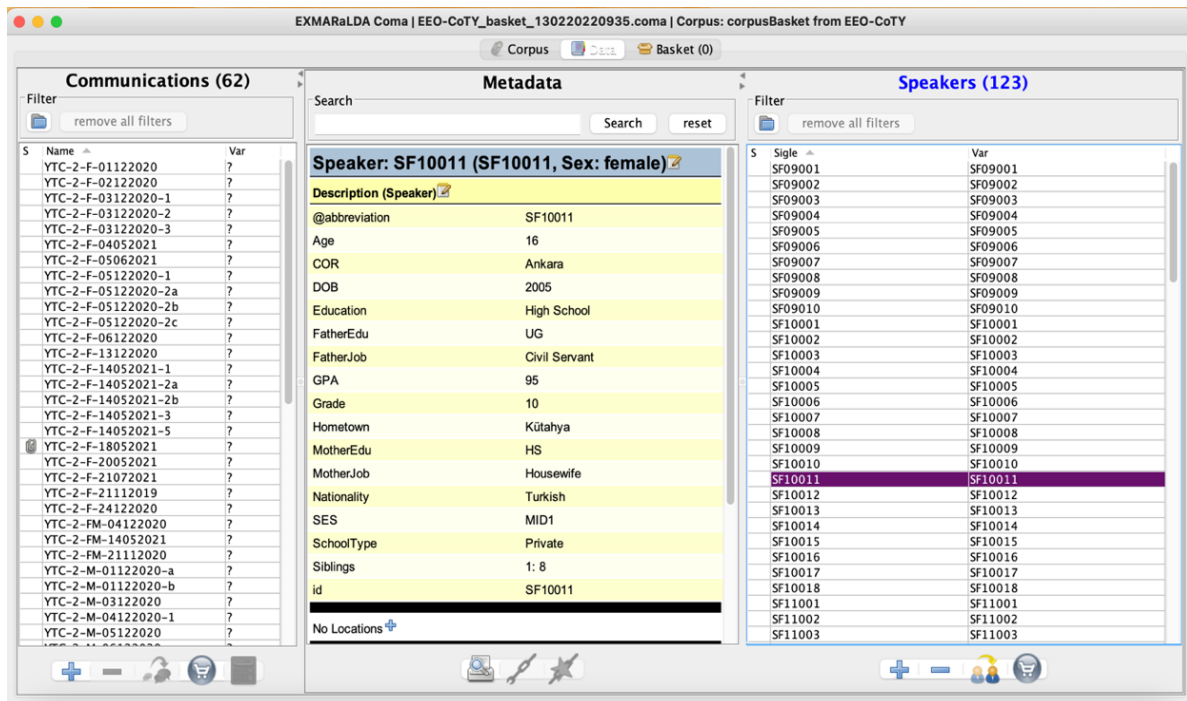 EXMARaLDA Coma | EEO-CoTY_basket_130220220935.coma | Corpus: corpusBasket from EEO-CoTY
Corpus Data Basket (0)
Communications (62)
Filter
remove all filters
S Name Var
YTC-2-F-01122020 ?
YTC-2-F-02122020 ?
YTC-2-F-03122020-1 ?
YTC-2-F-03122020-2 ?
YTC-2-F-03122020-3 ?
YTC-2-F-04052021 ?
YTC-2-F-05062021 ?
YTC-2-F-05122020-1 ?
YTC-2-F-05122020-2a ?
YTC-2-F-05122020-2b ?
YTC-2-F-05122020-2c ?
YTC-2-F-06122020 ?
YTC-2-F-13122020 ?
YTC-2-F-14052021-1 ?
YTC-2-F-14052021-2a ?
YTC-2-F-14052021-2b ?
YTC-2-F-14052021-3 ?
YTC-2-F-14052021-5 ?
YTC-2-F-18052021 ?
YTC-2-F-20052021 ?
YTC-2-F-21072021 ?
YTC-2-F-21112019 ?
YTC-2-F-24122020 ?
YTC-2-FM-04122020 ?
YTC-2-FM-14052021 ?
YTC-2-FM-21112020 ?
YTC-2-M-01122020-a ?
YTC-2-M-01122020-b ?
YTC-2-M-03122020 ?
YTC-2-M-04122020-1 ?
YTC-2-M-05122020 ?
Metadata
Search
Search reset
Speaker: SF10011 (SF10011, Sex: female)
Description (Speaker)
@abbreviation SF10011
Age 16
COR Ankara
DOB 2005
Education High School
FatherEdu UG
FatherJob Civil Servant
GPA 95
Grade 10
Hometown Kütahya
MotherEdu HS
MotherJob Housewife
Nationality Turkish
SES MID1
SchoolType Private
Siblings 1: 8
id SF10011
No Locations
Speakers (123)
Filter
remove all filters
S Sigle Var
SF09001 SF09001
SF09002 SF09002
SF09003 SF09003
SF09004 SF09004
SF09005 SF09005
SF09006 SF09006
SF09007 SF09007
SF09008 SF09008
SF09009 SF09009
SF09010 SF09010
SF10001 SF10001
SF10002 SF10002
SF10003 SF10003
SF10004 SF10004
SF10005 SF10005
SF10006 SF10006
SF10007 SF10007
SF10008 SF10008
SF10009 SF10009
SF10010 SF10010
SF10011 SF10011
SF10012 SF10012
SF10013 SF10013
SF10014 SF10014
SF10015 SF10015
SF10016 SF10016
SF10017 SF10017
SF10018 SF10018
SF11001 SF11001
SF11002 SF11002
SF11003 SF11003